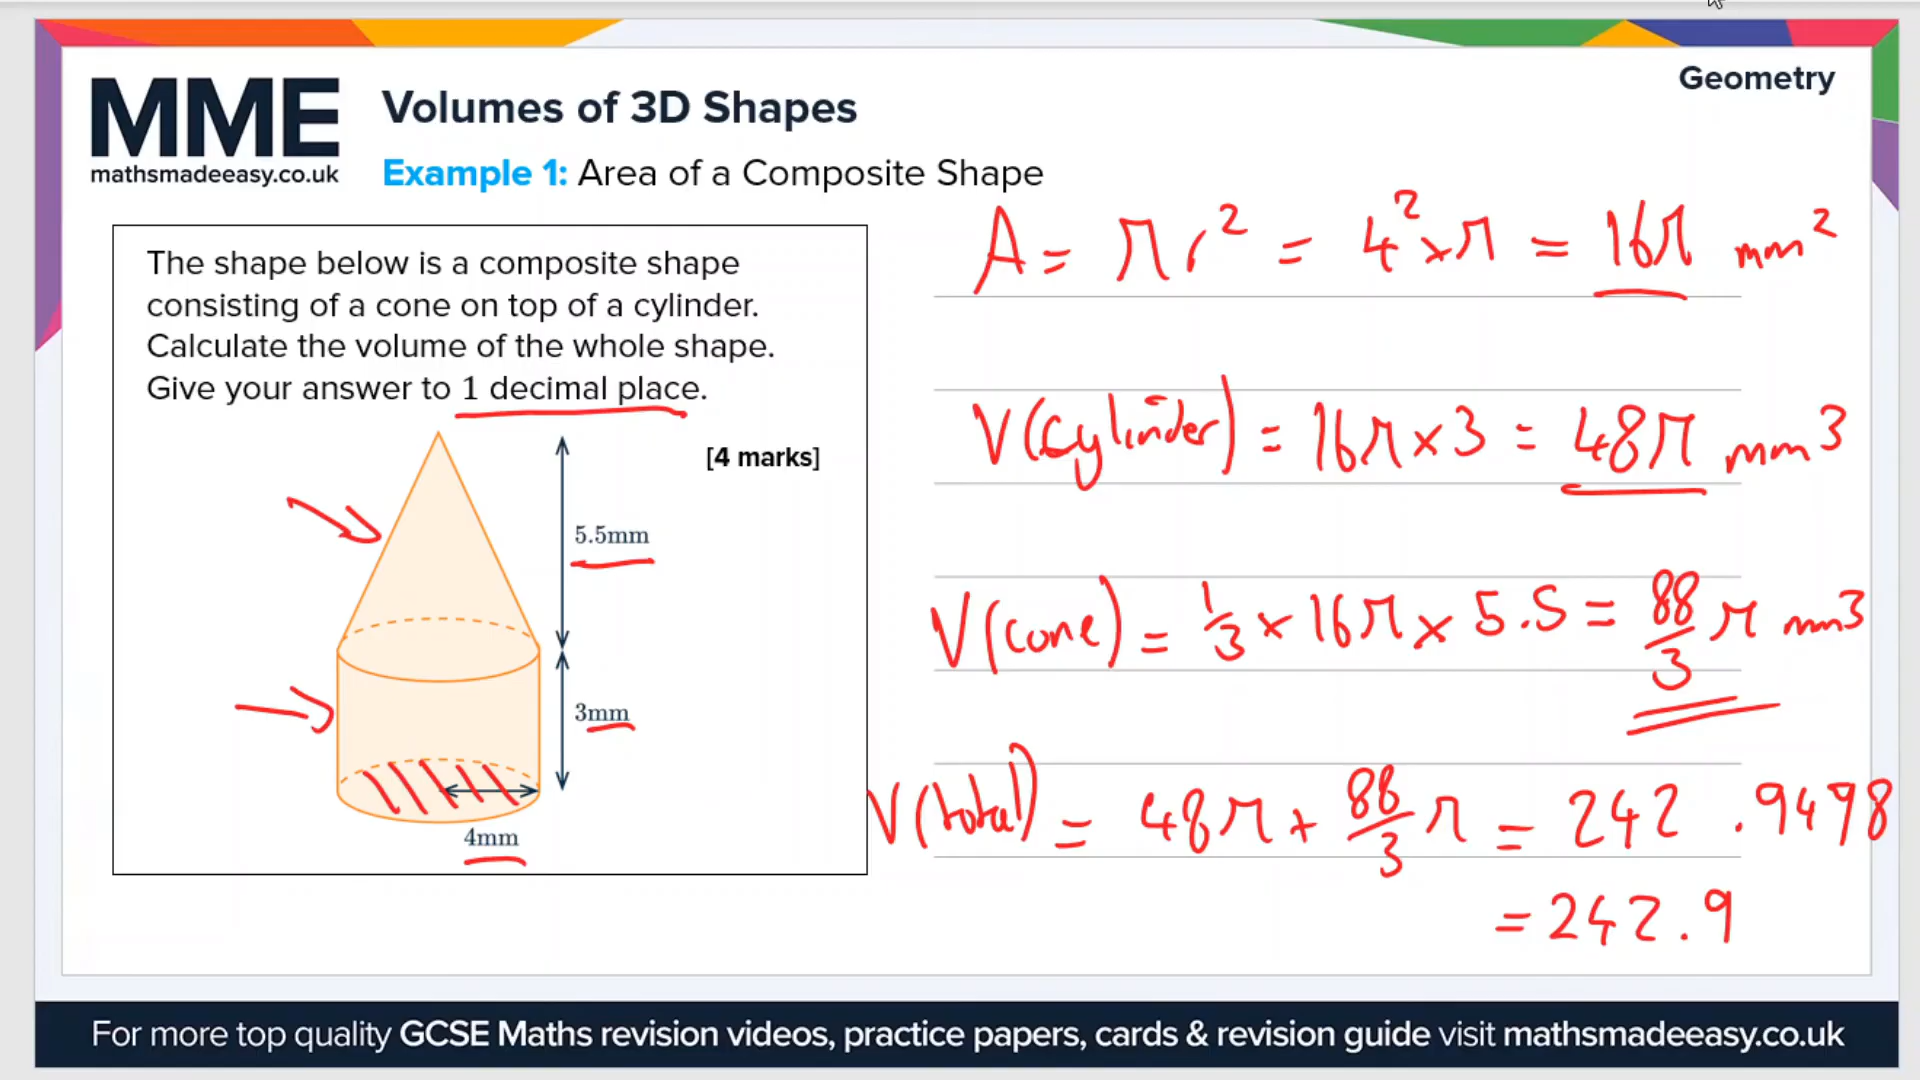 Geometry
MME
mathsmadeeasy.co.uk
Volumes of 3D Shapes
Example 1: Area of a Composite Shape
The shape below is a composite shape
consisting of a cone on top of a cylinder.
Calculate the volume of the whole shape.
Give your answer to 1 decimal place.
[4 marks]
5.5mm
3mm
4mm
A = πr² = 4² × π = 16π mm²
V(cylinder) = 16π × 3 = 48π mm³
V(cone) = 1/3 × 16π × 5.5 = 88/3 π mm³
V(total) = 48π + 88/3 π = 242.9498
= 242.9
For more top quality GCSE Maths revision videos, practice papers, cards & revision guide visit mathsmadeeasy.co.uk